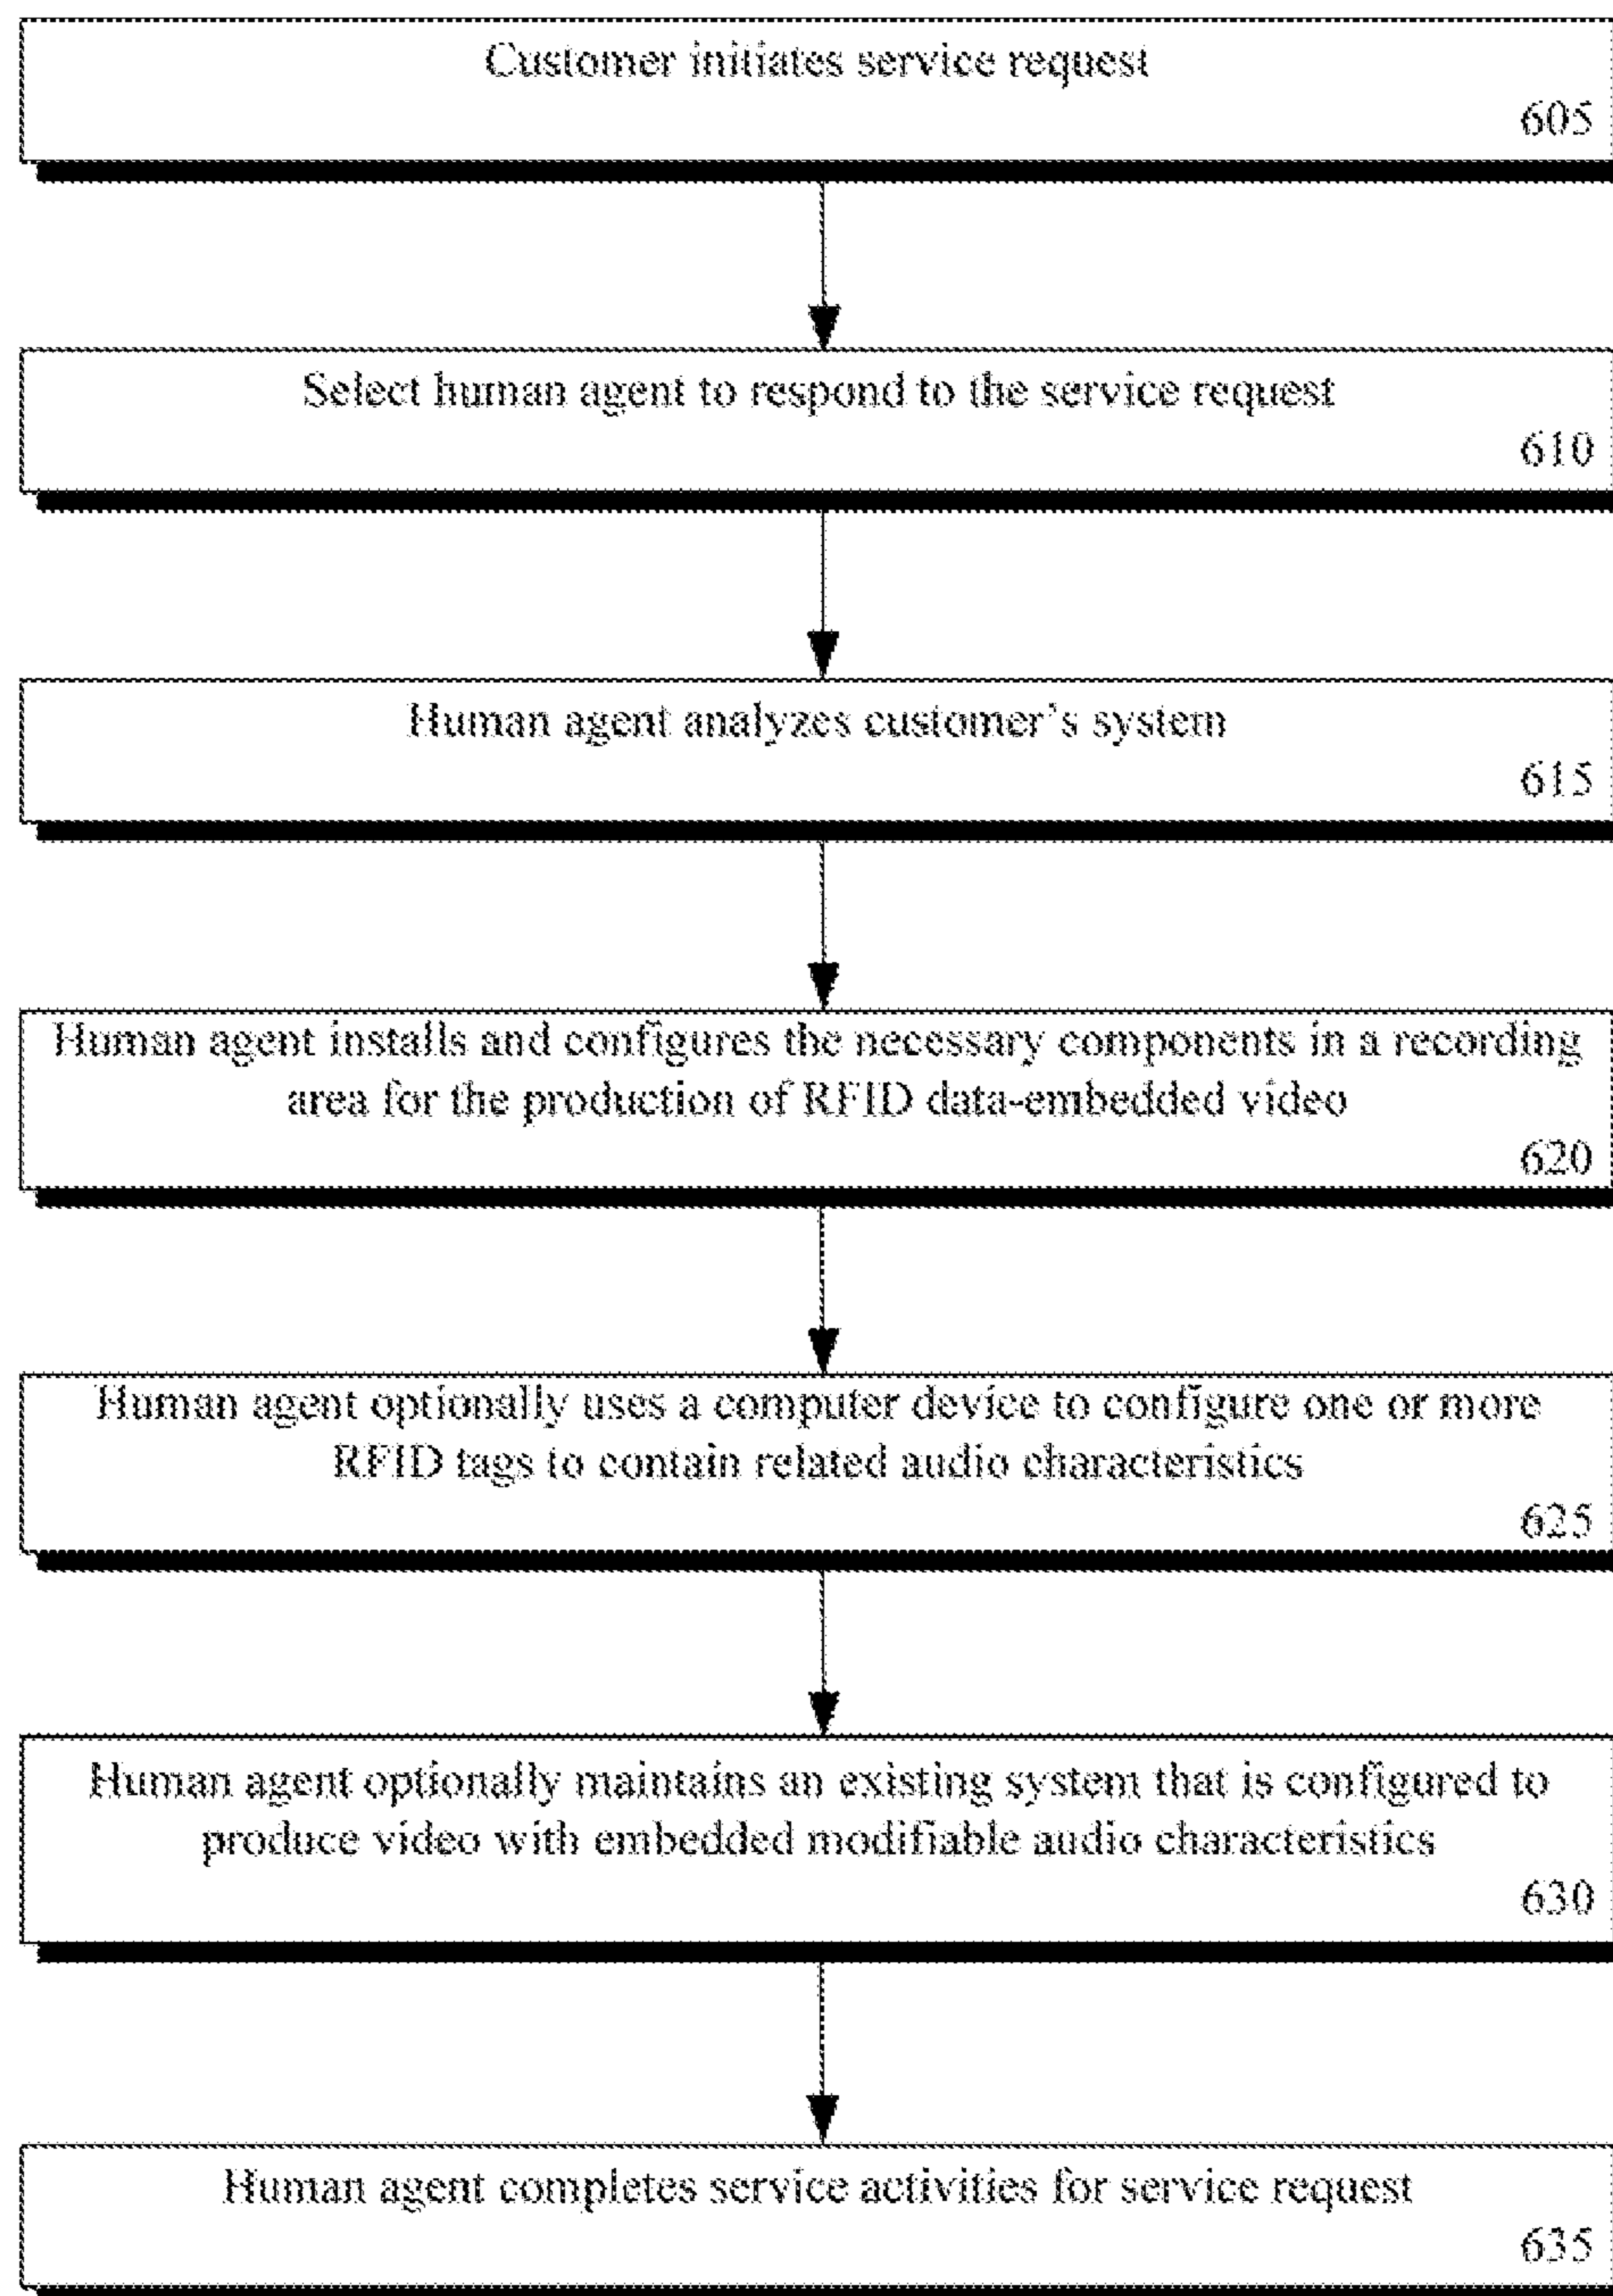 Customer initiates service request
605
Select human agent to respond to the service request
610
Human agent analyzes customer's system
615
Human agent installs and configures the necessary components in a recording
area for the production of RFID data-embedded video
620
Human agent optionally uses a computer device to configure one or more
RFID tags to contain related audio characteristics
625
Human agent optionally maintains an existing system that is configured to
produce video with embedded modifiable audio characteristics
630
Human agent completes service activities for service request
635